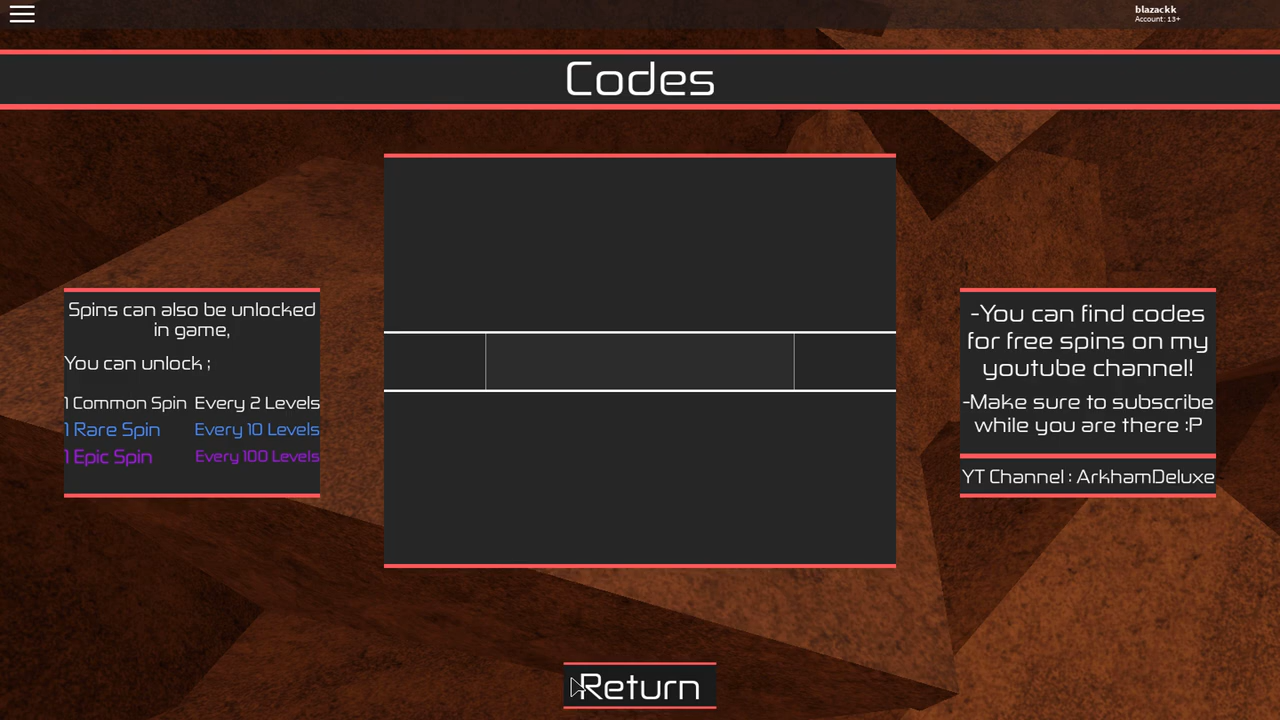 blazackk
Account: 13+
Codes
Spins can also be unlocked
in game,
You can unlock ;
1 Common Spin Every 2 Levels
1 Rare Spin Every 10 Levels
1 Epic Spin Every 100 Levels
-You can find codes
for free spins on my
youtube channel!
-Make sure to subscribe
while you are there :P
YT Channel : ArkhamDeluxe
Return